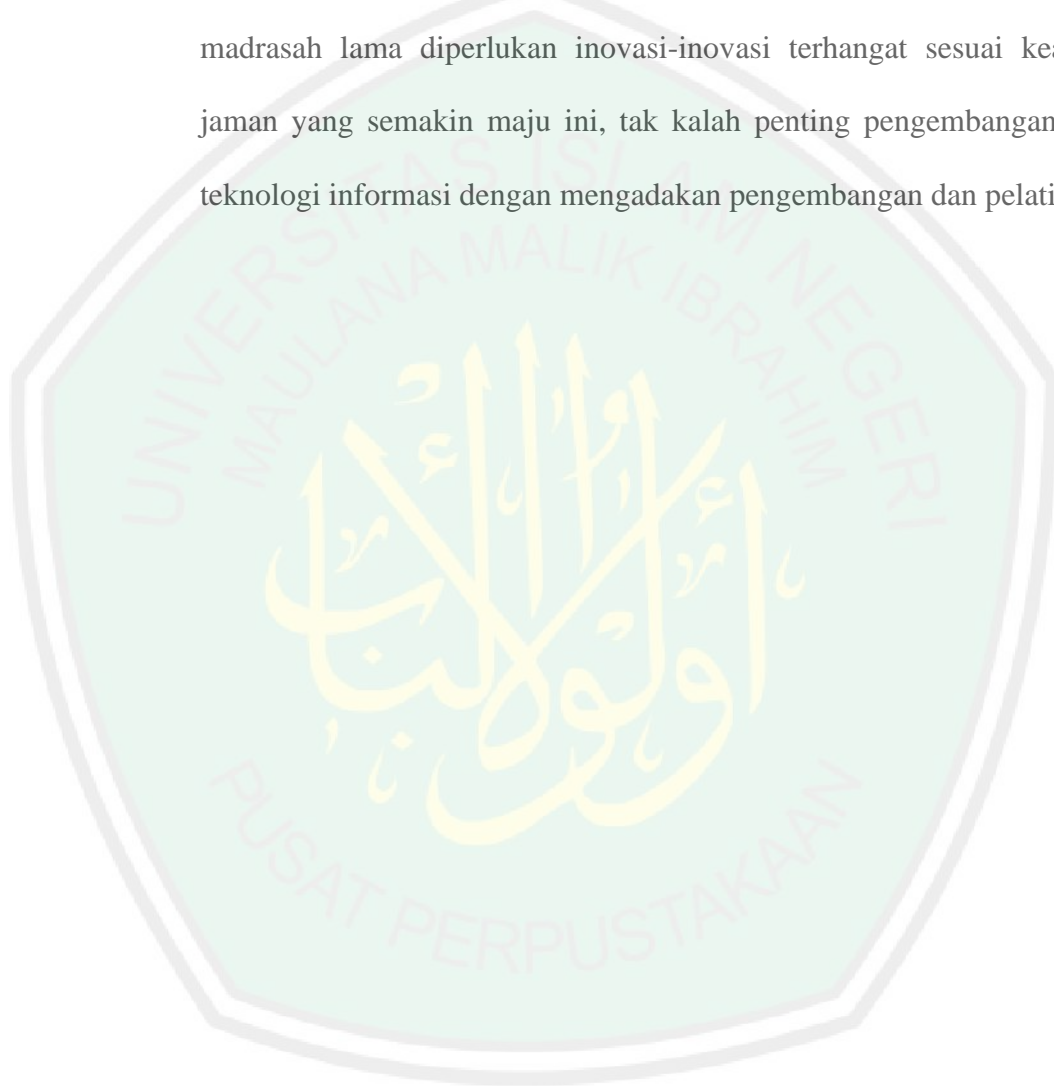 madrasah lama diperlukan inovasi-inovasi terhangat sesuai
jaman yang semakin maju ini, tak kalah penting pengembangan
teknologi informasi dengan mengadakan pengembangan dan
UNIVERSITAS ISLAM NEGERI
MAULANA MALIK IBRAHIM
أولوا الألباب
PUSAT PERPUSTAKAAN